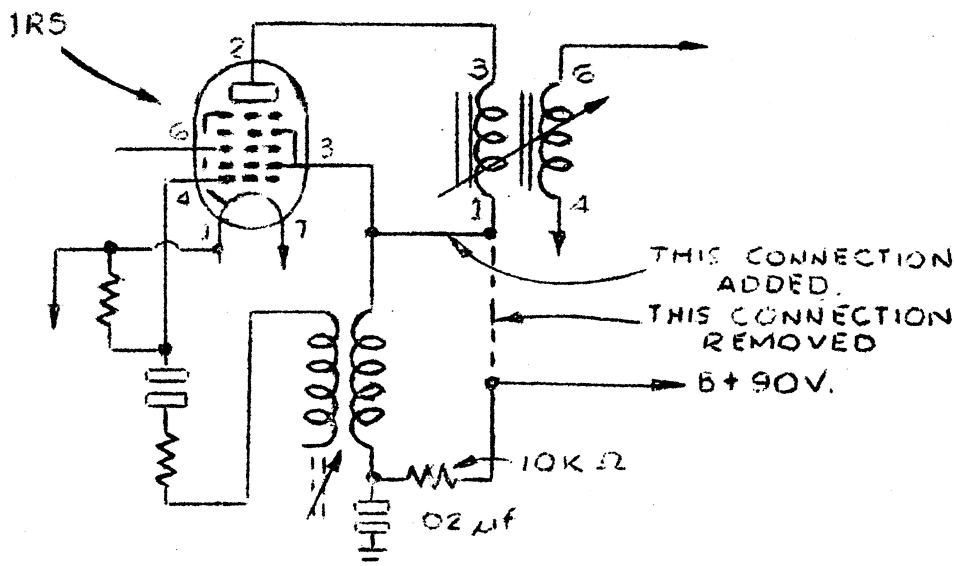 1R5
2
3
6
6
3
4
1
7
1
4
THIS CONNECTION
ADDED.
THIS CONNECTION
REMOVED
B+ 90V.
10K Ω
.02 µf